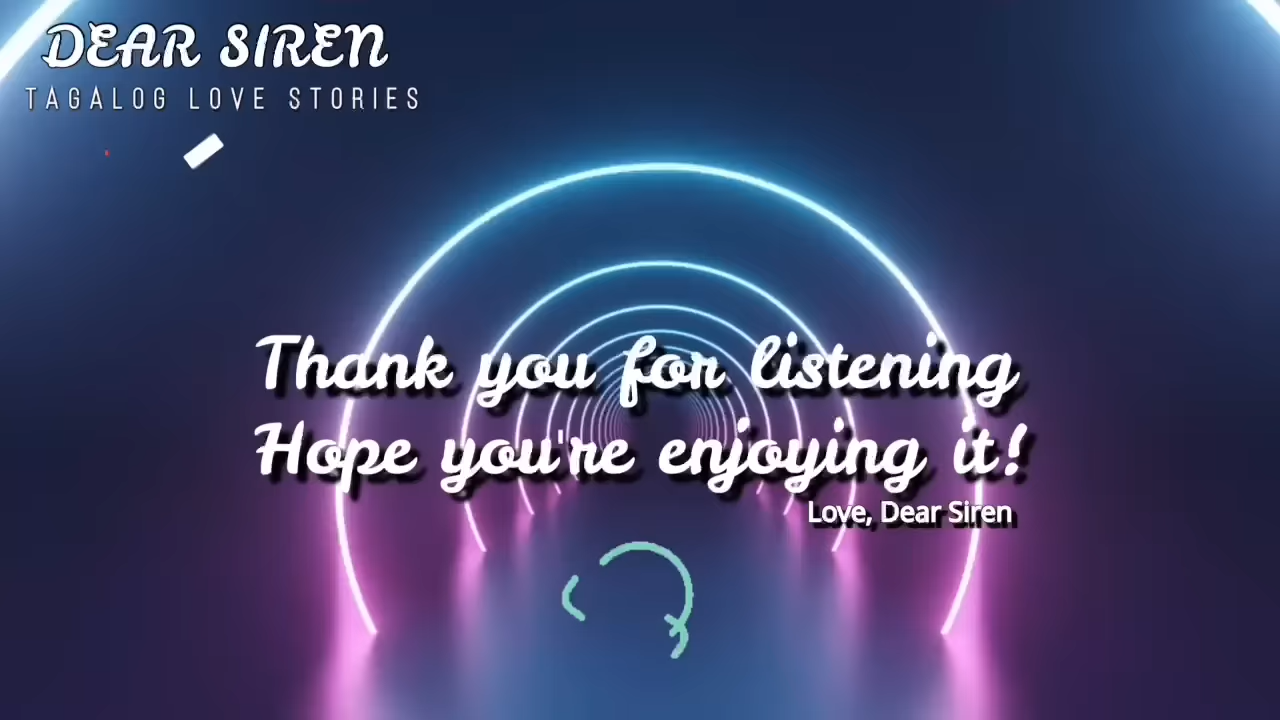 DEAR SIREN
TAGALOG LOVE STORIES
Thank you for listening
Hope you're enjoying it!
Love, Dear Siren